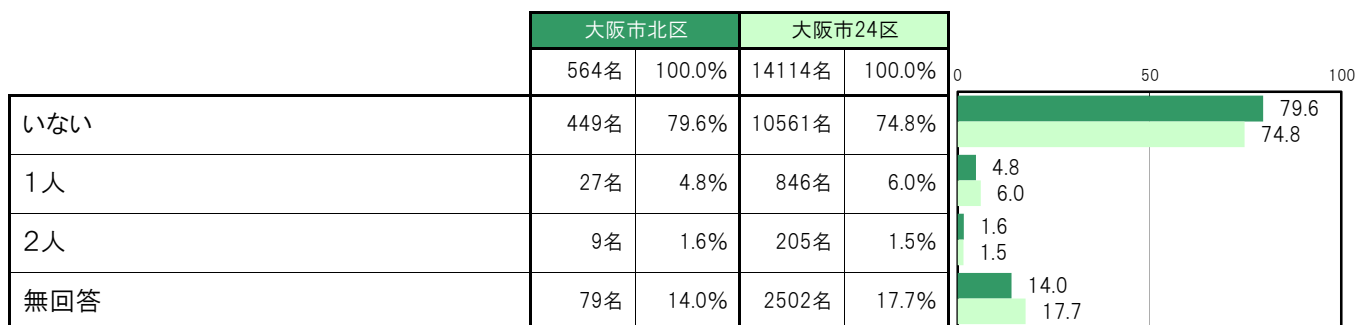 大阪市北区 大阪市24区
564名 100.0% 14114名 100.0% 0 50 100
いない 449名 79.6% 10561名 74.8% 79.6
74.8
1人 27名 4.8% 846名 6.0% 4.8
6.0
2人 9名 1.6% 205名 1.5% 1.6
1.5
無回答 79名 14.0% 2502名 17.7% 14.0
17.7